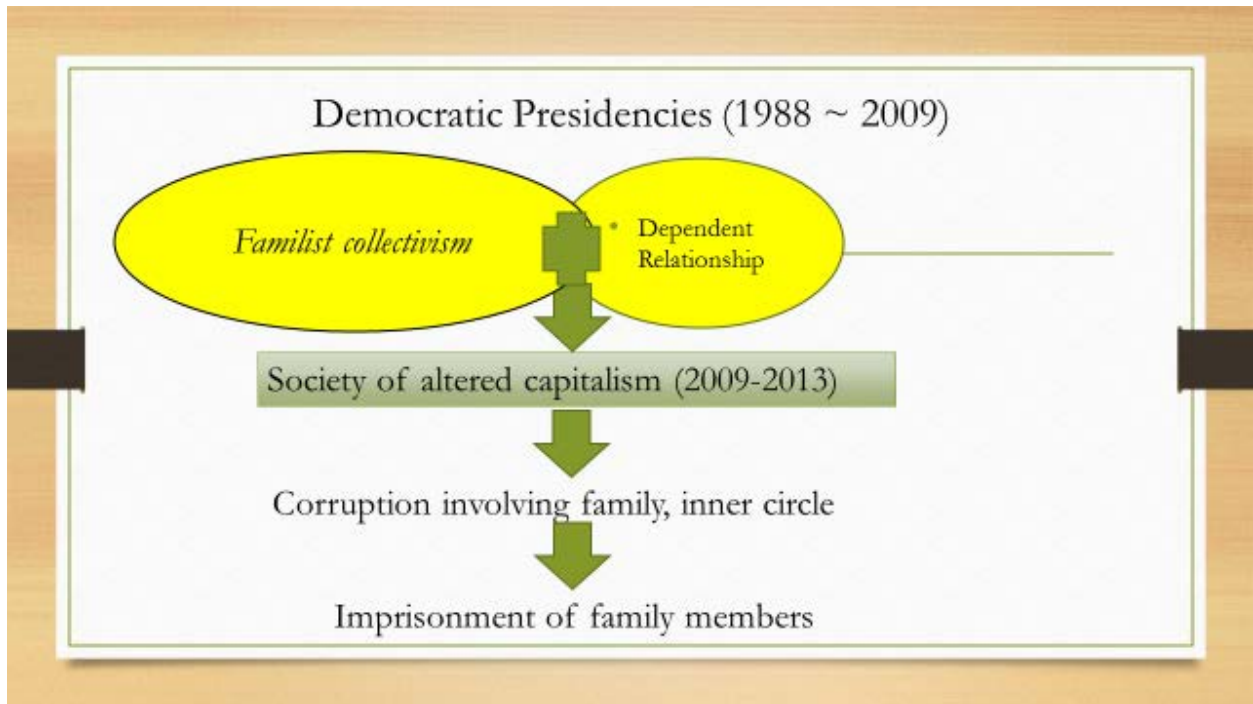 Democratic Presidencies (1988 ~ 2009)
Familist collectivism
• Dependent
Relationship
Society of altered capitalism (2009-2013)
Corruption involving family, inner circle
Imprisonment of family members